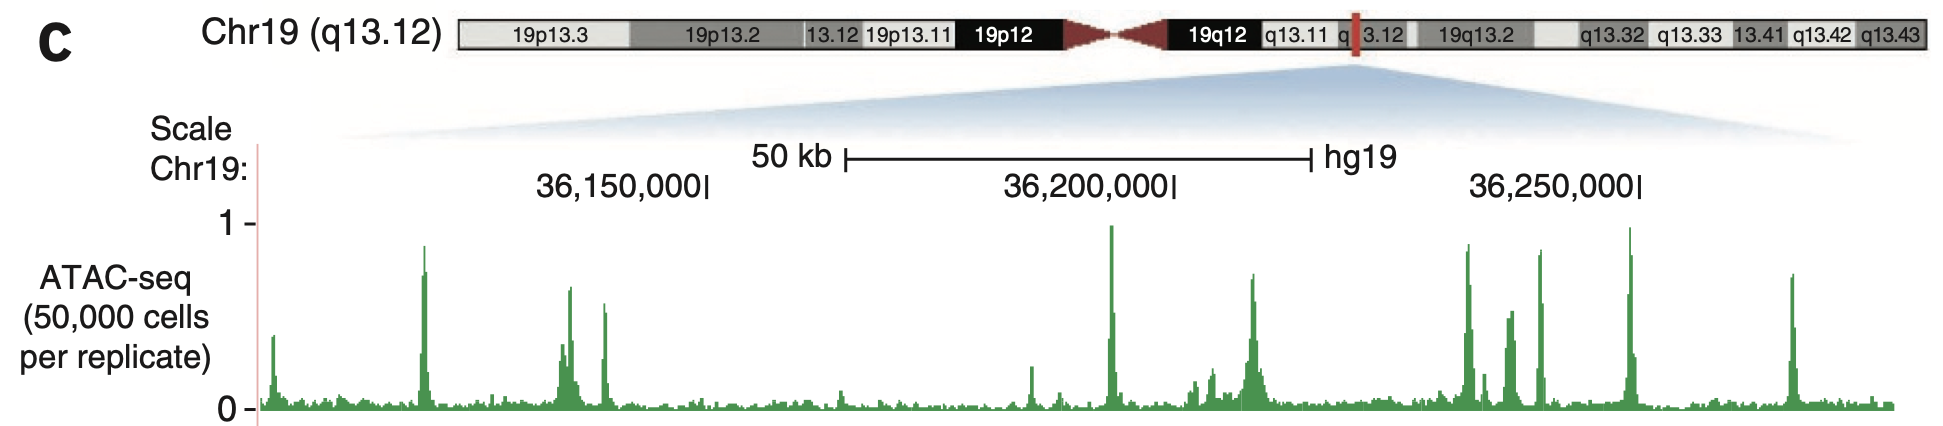 C
Chr19 (q13.12) 19p13.3 19p13.2 13.12 19p13.11 19p12 19q12 q13.11 q 3.12 19q13.2 q13.32 q13.33 13.41 q13.42 q13.43
Scale
50 kb hg19
Chr19:
36,150,000| 36,200,000| 36,250,000|
1
ATAC-seq
(50,000 cells
per replicate)
0